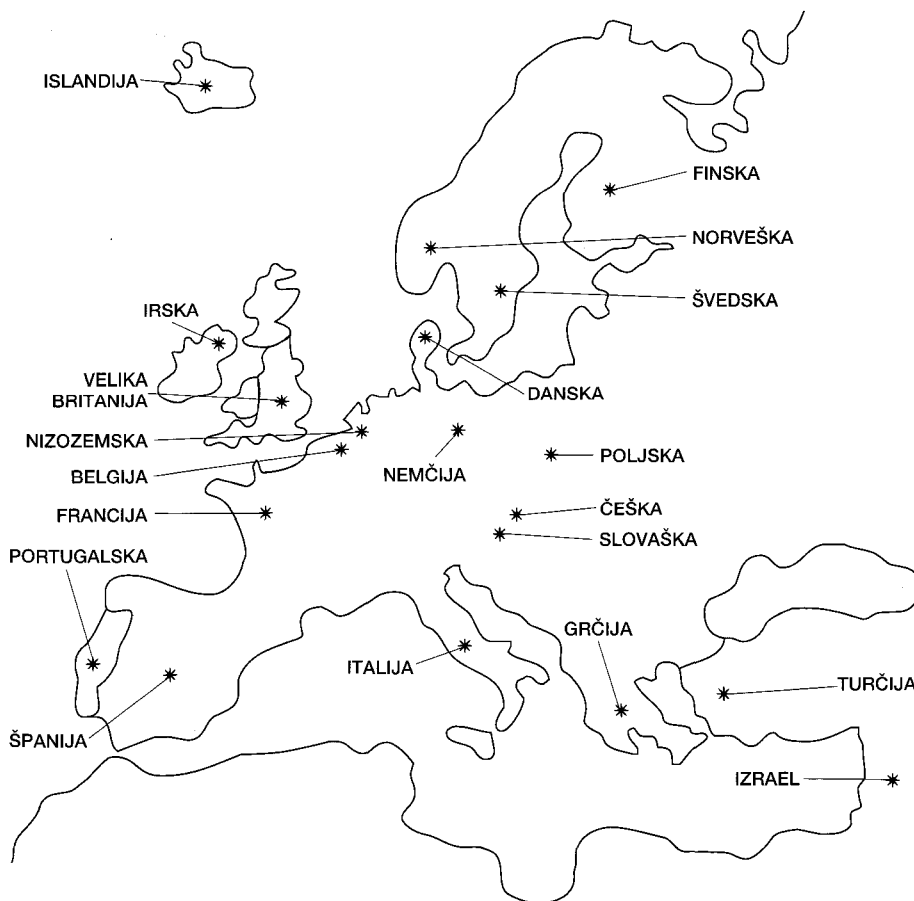 ISLANDIJA
FINSKA
NORVEŠKA
ŠVEDSKA
IRSKA
VELIKA
BRITANIJA
DANSKA
NIZOZEMSKA
BELGIJA
NEMČIJA
POLJSKA
FRANCIJA
ČEŠKA
SLOVAŠKA
PORTUGALSKA
GRČIJA
ITALIJA
TURČIJA
ŠPANIJA
IZRAEL